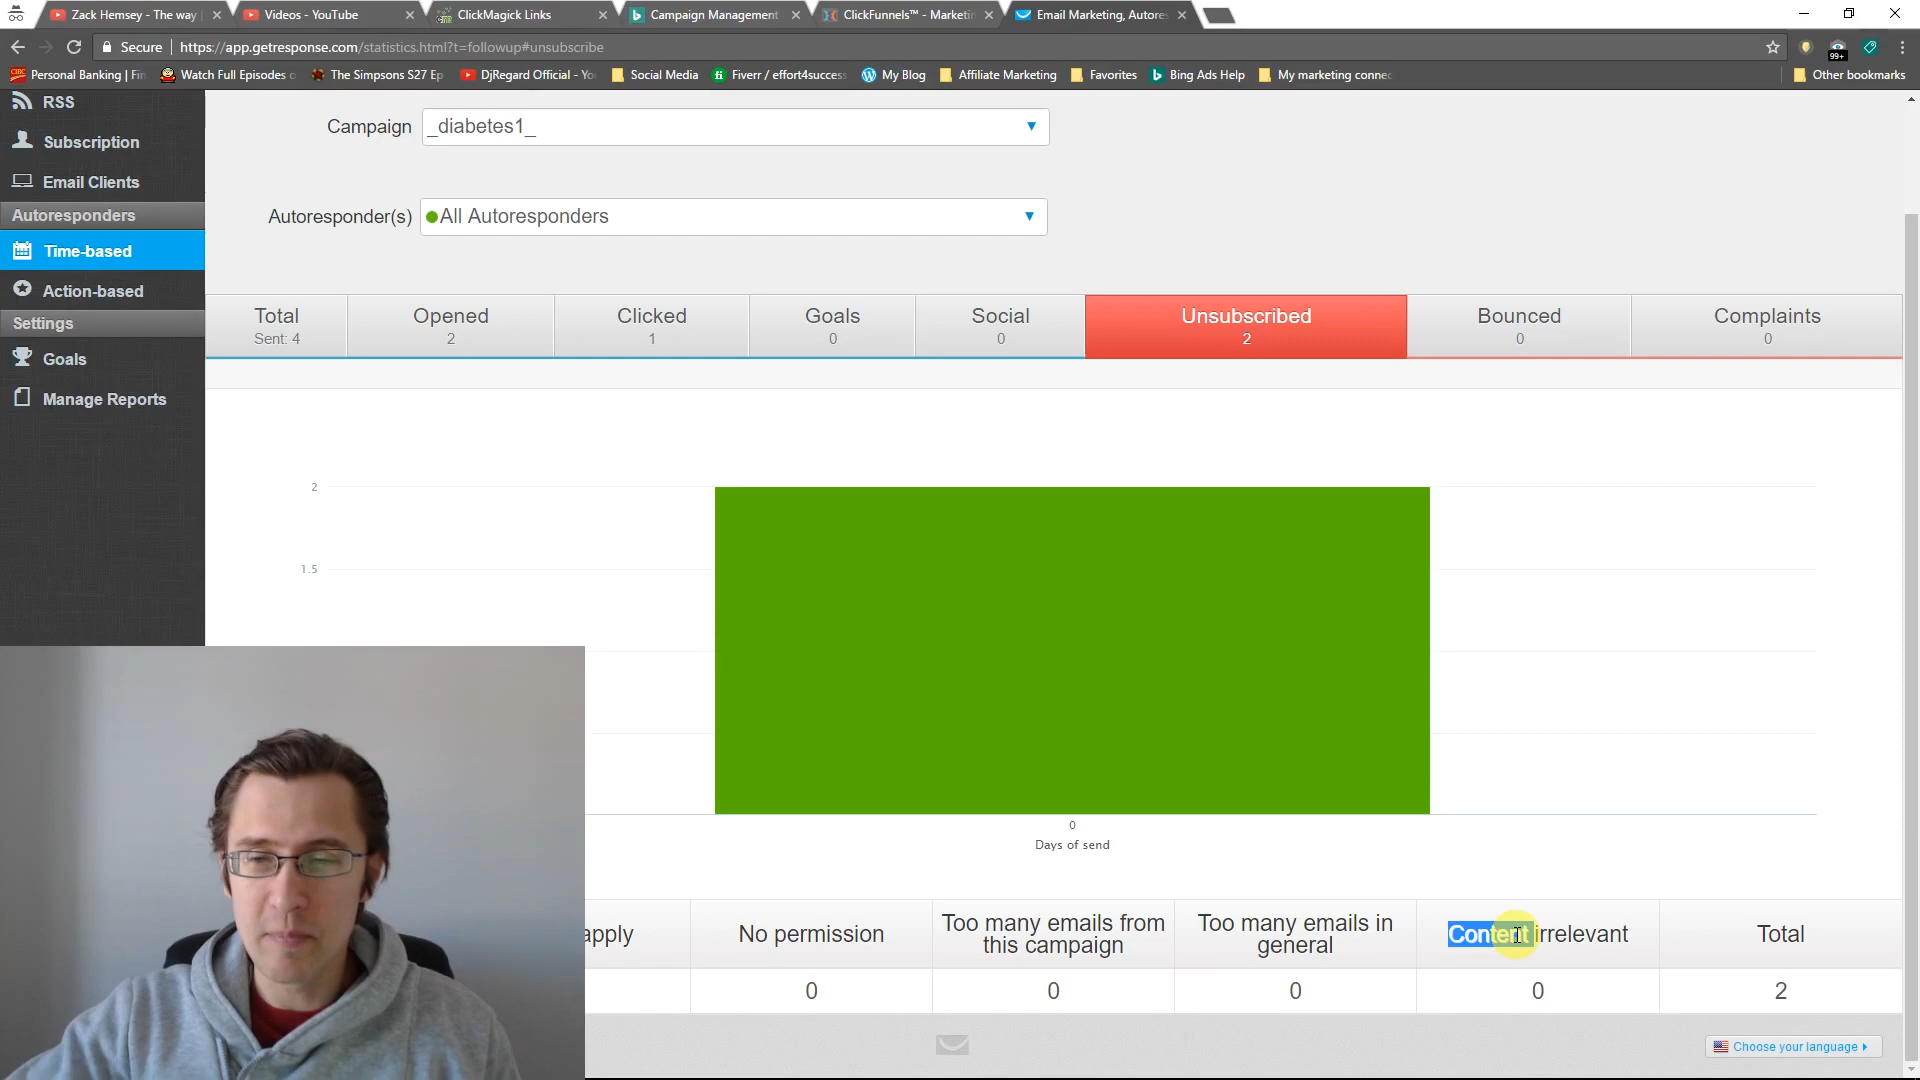 Zack Hemsey - The way
Videos - YouTube
ClickMagick Links
Campaign Management
ClickFunnels™ - Marketin
Email Marketing, Autores
Secure
https://app.getresponse.com/statistics.html?t=followup#unsubscribe
99+
CIBC
Personal Banking | Fin
Watch Full Episodes o
The Simpsons S27 Ep
DjRegard Official - Yo
Social Media
Fiverr / effort4success
My Blog
Affiliate Marketing
Favorites
Bing Ads Help
My marketing connec
Other bookmarks
RSS
Subscription
Email Clients
Autoresponders
Time-based
Action-based
Settings
Goals
Manage Reports
Campaign
_diabetes1_
Autoresponder(s)
All Autoresponders
Total
Sent: 4
Opened
2
Clicked
1
Goals
0
Social
0
Unsubscribed
2
Bounced
0
Complaints
0
2
1.5
0
Days of send
apply
No permission
Too many emails from
this campaign
Too many emails in
general
Content irrelevant
Total
0
0
0
0
2
Choose your language